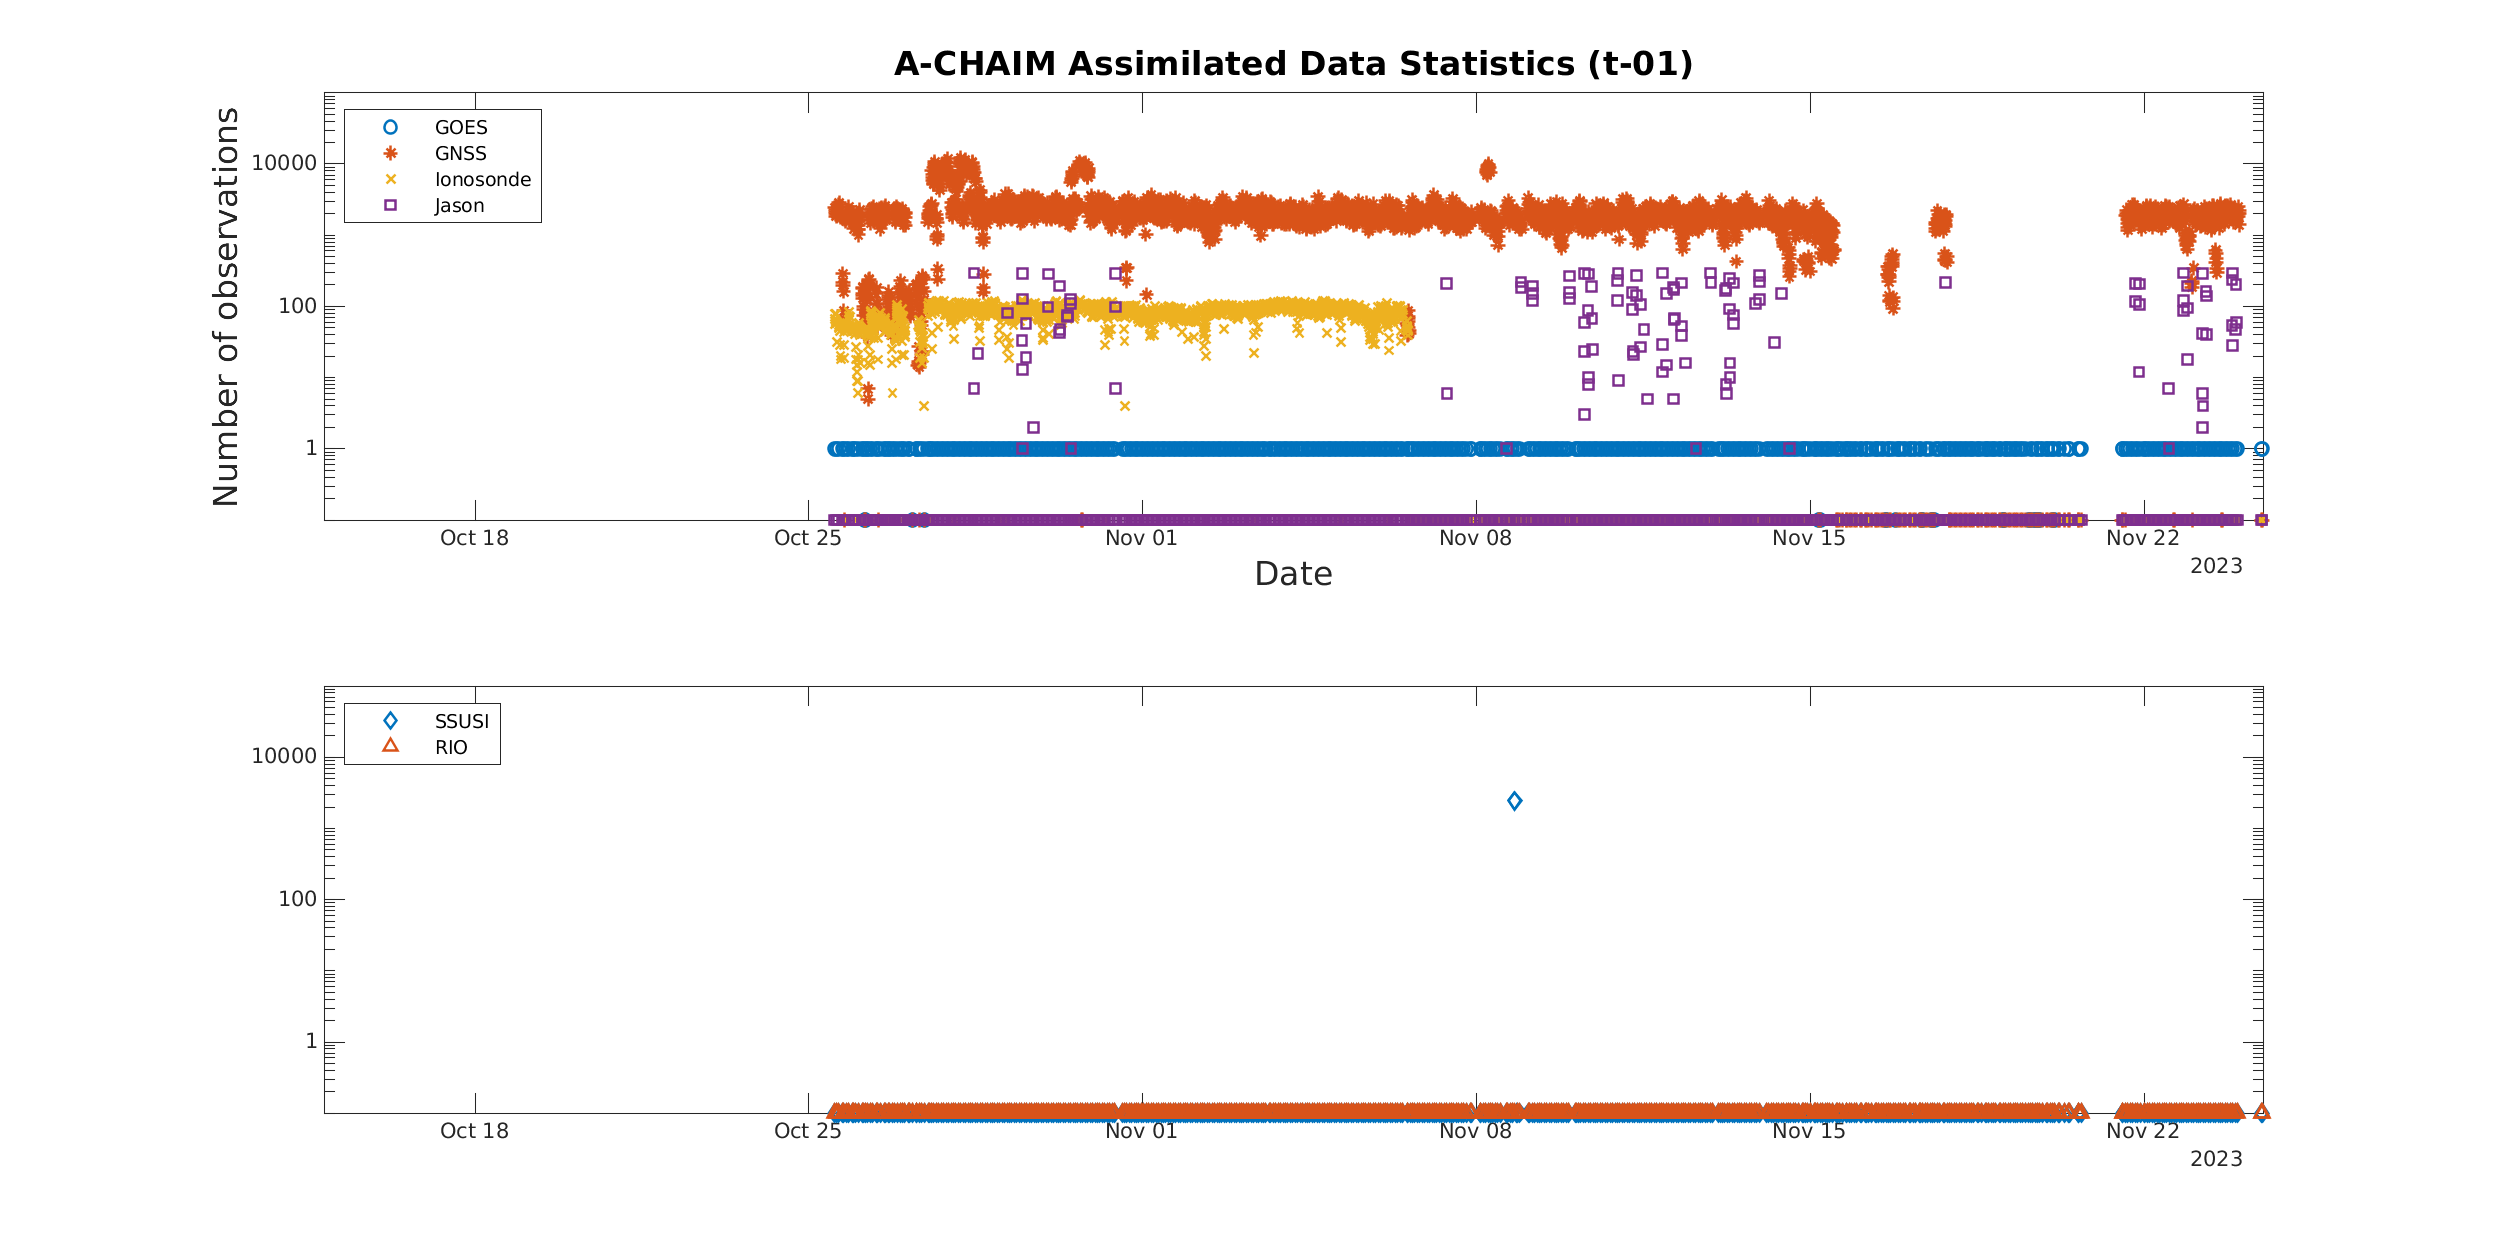 A-CHAIM Assimilated Data Statistics (t-01)
Number of observations
10000
100
1
GOES
GNSS
Ionosonde
Jason
Oct 18
Oct 25
Nov 01
Nov 08
Nov 15
Nov 22
2023
Date
10000
100
1
SSUSI
RIO
Oct 18
Oct 25
Nov 01
Nov 08
Nov 15
Nov 22
2023